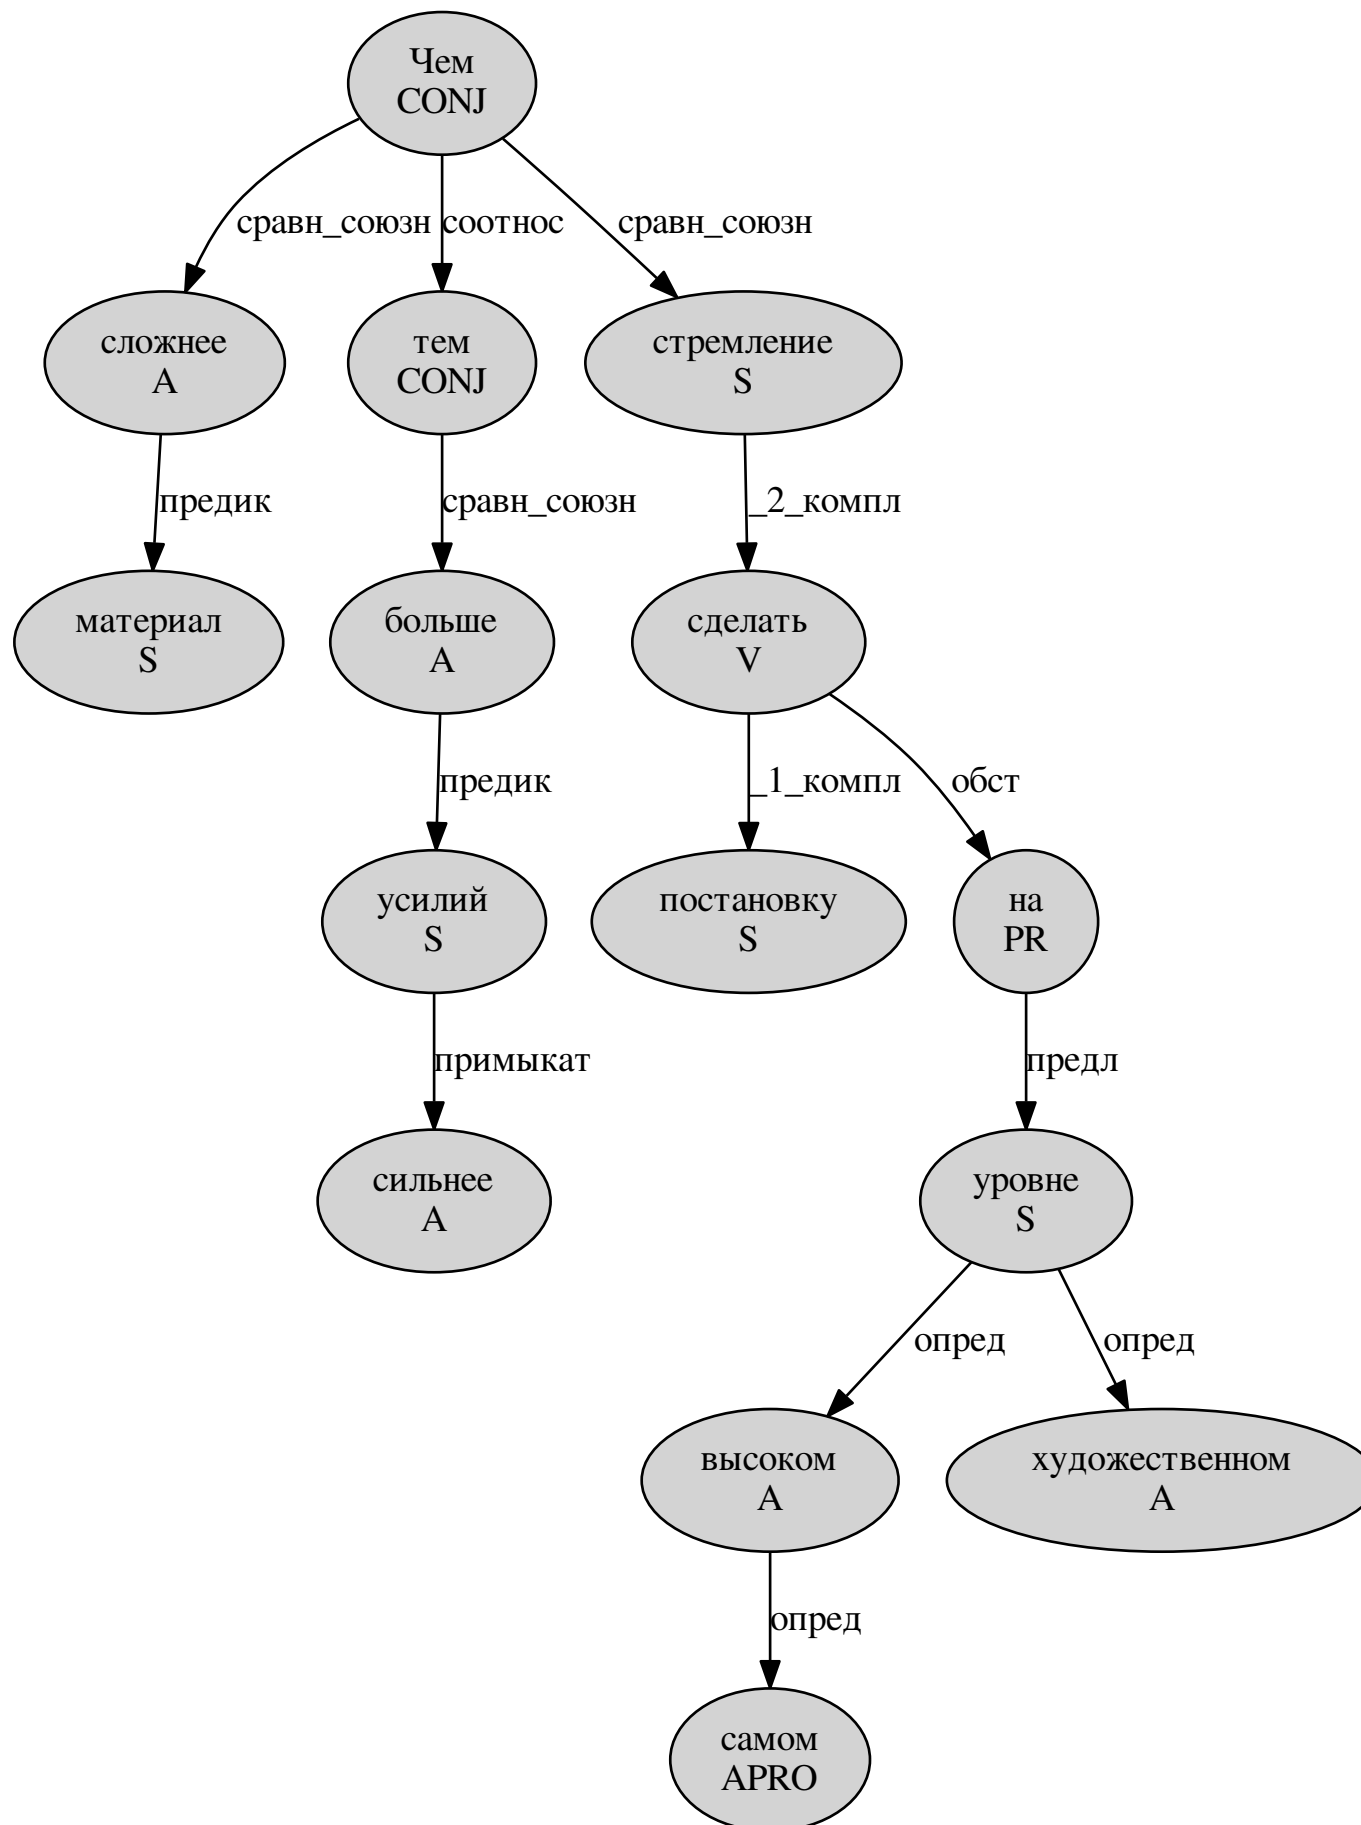 Чем
CONJ
сравн_союзн
соотнос
сравн_союзн
сложнее
A
тем
CONJ
стремление
S
предик
сравн_союзн
_2_компл
материал
S
больше
A
сделать
V
предик
_1_компл
обст
усилий
S
постановку
S
на
PR
примыкат
предл
сильнее
A
уровне
S
опред
опред
высоком
A
художественном
A
опред
самом
APRO